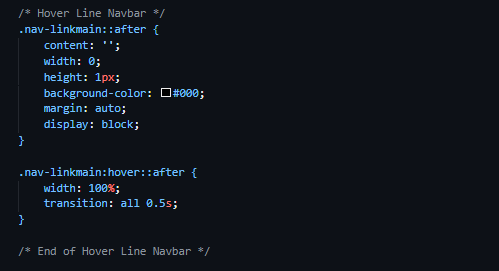 /* Hover Line Navbar */
.nav-linkmain::after {
    content: '';
    width: 0;
    height: 1px;
    background-color: #000;
    margin: auto;
    display: block;
}

.nav-linkmain:hover::after {
    width: 100%;
    transition: all 0.5s;
}

/* End of Hover Line Navbar */